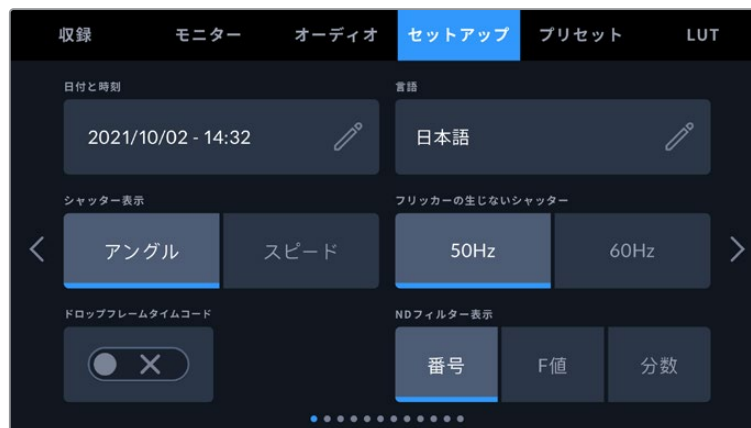 収録 モニター オーディオ セットアップ プリセット LUT
日付と時刻 言語
2021/10/02 - 14:32 日本語
シャッター表示 フリッカーの生じないシャッター
アングル スピード 50Hz 60Hz
ドロップフレームタイムコード NDフィルター表示
番号 F値 分数